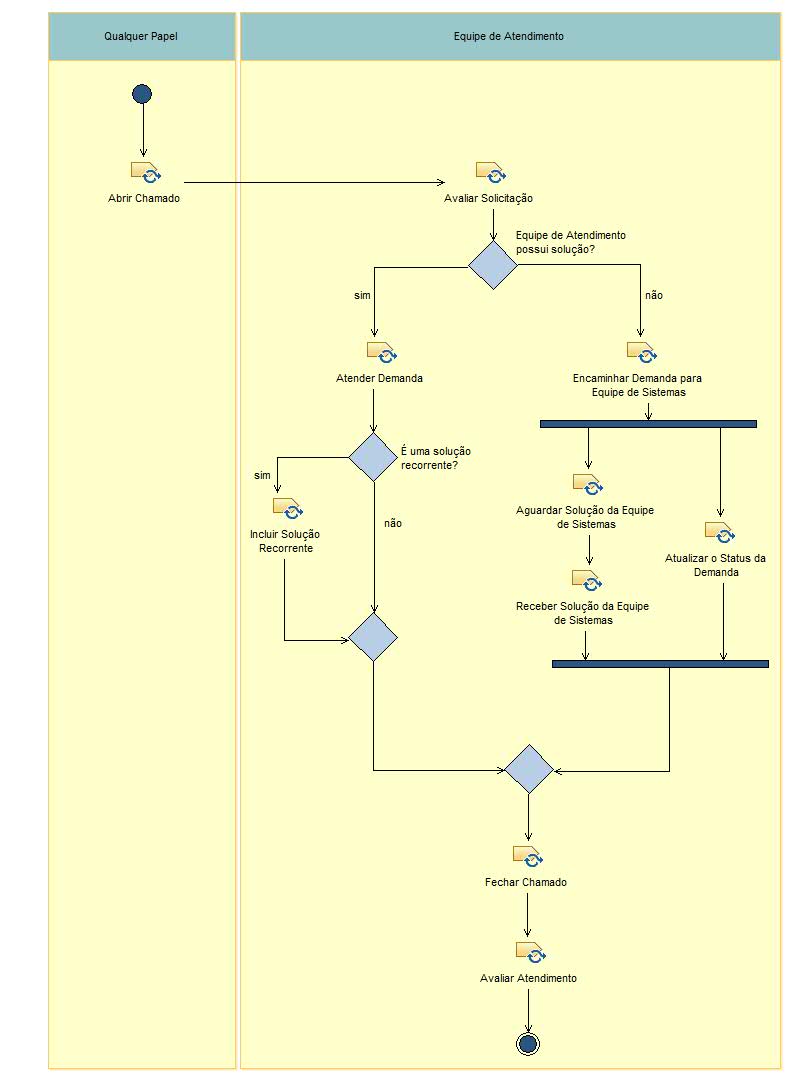 Qualquer Papel
Equipe de Atendimento
Abrir Chamado
Avaliar Solicitação
Equipe de Atendimento
possui solução?
sim
não
Atender Demanda
Encaminhar Demanda para
Equipe de Sistemas
É uma solução
recorrente?
sim
não
Incluir Solução
Recorrente
Aguardar Solução da Equipe
de Sistemas
Atualizar o Status da
Demanda
Receber Solução da Equipe
de Sistemas
Fechar Chamado
Avaliar Atendimento